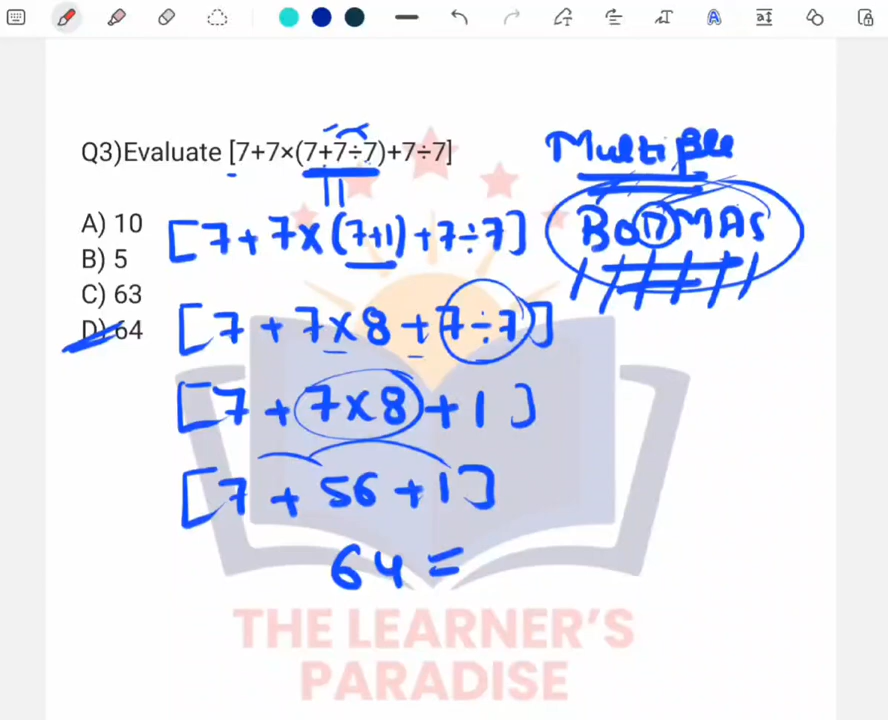 Q3)Evaluate [7+7×(7+7÷7)+7÷7]
Multiple
BODMAS
A) 10
B) 5
C) 63
D) 64
[7+7×(7+1)+7÷7]
[7+7×8+7÷7]
[7+7×8+1]
[7+56+1]
64=
THE LEARNER'S
PARADISE